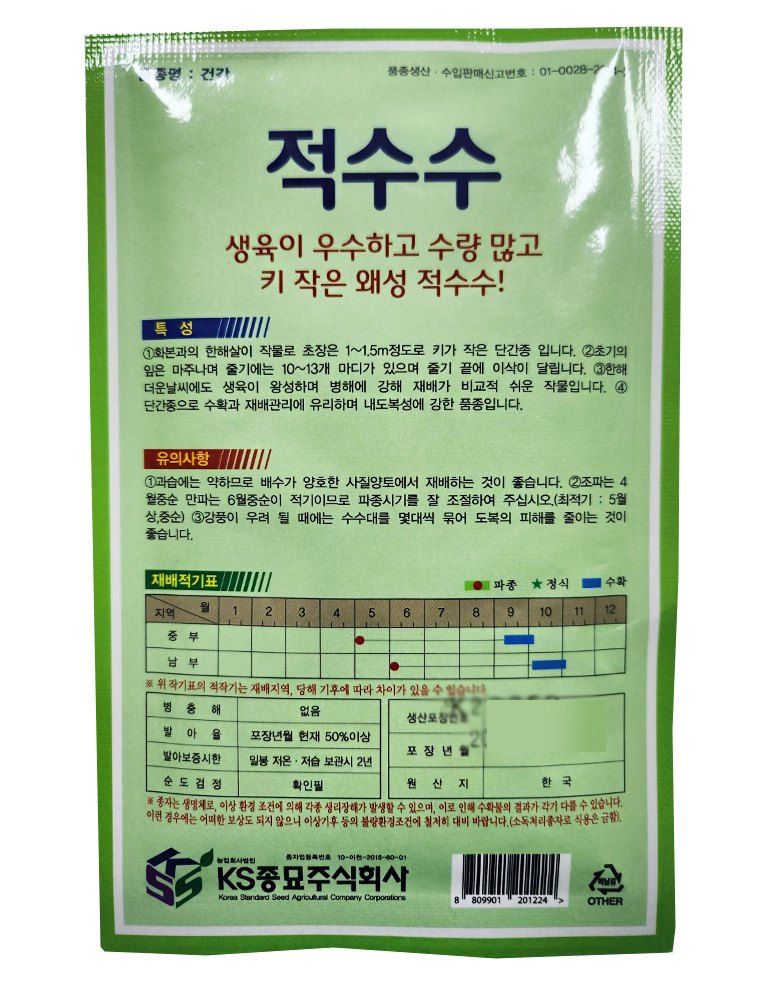 종명 : 건강
품종생산 · 수입판매신고번호 : 01-0028-
적수수
생육이 우수하고 수량 많고
키 작은 왜성 적수수!
특 성
①화본과의 한해살이 작물로 초장은 1~1.5m정도로 키가 작은 단간종 입니다. ②초기의
잎은 마주나며 줄기에는 10~13개 마디가 있으며 줄기 끝에 이삭이 달립니다. ③한해
더운날씨에도 생육이 왕성하며 병해에 강해 재배가 비교적 쉬운 작물입니다. ④
단간종으로 수확과 재배관리에 유리하며 내도복성에 강한 품종입니다.
유의사항
①과습에는 약하므로 배수가 양호한 사질양토에서 재배하는 것이 좋습니다. ②조파는 4
월중순 만파는 6월중순이 적기이므로 파종시기를 잘 조절하여 주십시오.(최적기 : 5월
상,중순) ③강풍이 우려 될 때에는 수수대를 몇대씩 묶어 도복의 피해를 줄이는 것이
좋습니다.
재배적기표
파종 ★정식 수확
지역 월 1 2 3 4 5 6 7 8 9 10 11 12
중 부
남 부
※ 위 작기표의 적작기는 재배지역, 당해 기후에 따라 차이가 있을 수 있습니다.
병 충 해 없음
발 아 율 포장년월 현재 50%이상
발아보증시한 밀봉 저온 · 저습 보관시 2년
순 도 검 정 확인필
생산포장번호
포 장 년 월
원 산 지 한 국
※ 종자는 생명체로, 이상 환경 조건에 의해 각종 생리장해가 발생할 수 있으며, 이로 인해 수확물의 결과가 각기 다를 수 있습니다.
이런 경우에는 어떠한 보상도 되지 않으니 이상기후 등의 불량환경조건에 철저히 대비 바랍니다.(소독처리종자로 식용은 금함).
농업회사법인 종자업등록번호 10-이천-2015-60-01
KS종묘주식회사
Korea Standard Seed Agricultural Company Corporations
8 809901 201224 >
OTHER